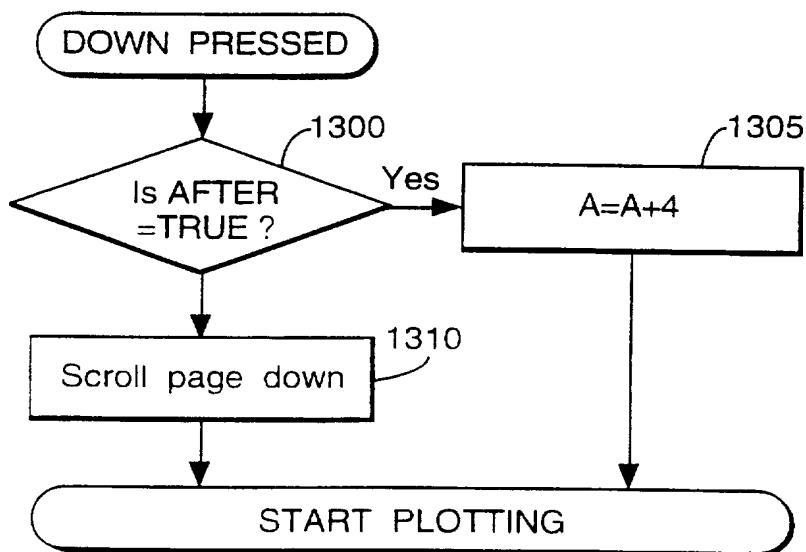 DOWN PRESSED
1300
Is AFTER
=TRUE ?
Yes
1305
A=A+4
1310
Scroll page down
START PLOTTING